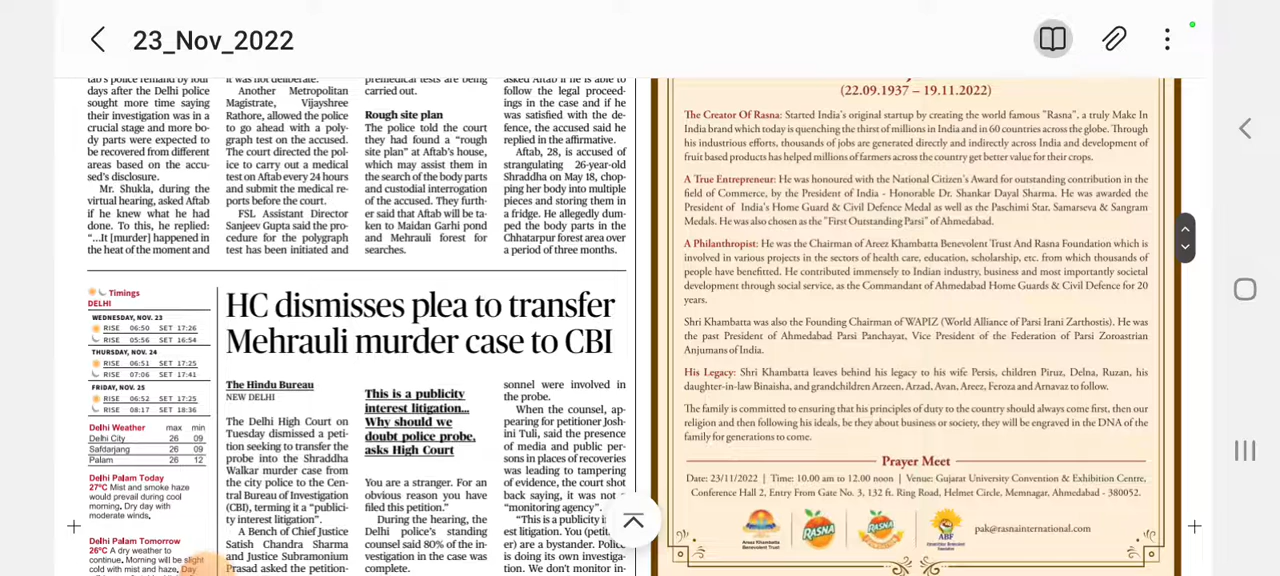 23_Nov_2022
tab's police remand by four
days after the Delhi police
sought more time saying
their investigation was in a
crucial stage and more bo-
dy parts were expected to
be recovered from different
areas based on the accu-
sed's disclosure.
Mr. Shukla, during the
virtual hearing, asked Aftab
if he knew what he had
done. To this, he replied:
"...It [murder] happened in
the heat of the moment and
it was not deliberate."
Another Metropolitan
Magistrate, Vijayshree
Rathore, allowed the police
to go ahead with a poly-
graph test on the accused.
The court directed the pol-
ice to carry out a medical
test on Aftab every 24 hours
and submit the medical re-
ports before the court.
FSL Assistant Director
Sanjeev Gupta said the pro-
cedure for the polygraph
test has been initiated and
premedical tests are being
carried out.
Rough site plan
The police told the court
they had found a "rough
site plan" at Aftab's house,
which may assist them in
the search of the body parts
and custodial interrogation
of the accused. They furth-
er said that Aftab will be ta-
ken to Maidan Garhi pond
and Mehrauli forest for
searches.
asked Aftab if he is able to
follow the legal proceed-
ings in the case and if he
was satisfied with the de-
fence, the accused said he
replied in the affirmative.
Aftab, 28, is accused of
strangulating 26-year-old
Shraddha on May 18, chop-
ping her body into multiple
pieces and storing them in
a fridge. He allegedly dum-
ped the body parts in the
Chhatarpur forest area over
a period of three months.
Timings
DELHI
WEDNESDAY, NOV. 23
RISE 06:50 SET 17:26
RISE 05:56 SET 16:54
THURSDAY, NOV. 24
RISE 06:51 SET 17:25
RISE 07:06 SET 17:41
FRIDAY, NOV. 25
RISE 06:52 SET 17:25
RISE 08:17 SET 18:36
Delhi Weather max min
Delhi City 26 09
Safdarjang 26 09
Palam 26 12
Delhi Palam Today
27°C Mist and smoke haze
would prevail during cool
morning. Dry day with
moderate winds.
Delhi Palam Tomorrow
26°C A dry weather to
continue. Morning will be slight
cold with mist and haze. Day
HC dismisses plea to transfer
Mehrauli murder case to CBI
The Hindu Bureau
NEW DELHI
The Delhi High Court on
Tuesday dismissed a peti-
tion seeking to transfer the
probe into the Shraddha
Walkar murder case from
the city police to the Cen-
tral Bureau of Investigation
(CBI), terming it a "publici-
ty interest litigation".
A Bench of Chief Justice
Satish Chandra Sharma
and Justice Subramonium
Prasad asked the petition-
This is a publicity
interest litigation...
Why should we
doubt police probe,
asks High Court
You are a stranger. For an
obvious reason you have
filed this petition."
During the hearing, the
Delhi police's standing
counsel said 80% of the in-
vestigation in the case was
complete.
sonnel were involved in
the probe.
When the counsel, ap-
pearing for petitioner Josh-
ini Tuli, said the presence
of media and public per-
sons in places of recoveries
was leading to tampering
of evidence, the court shot
back saying, it was not a
"monitoring agency".
"This is a publicity in
est litigation. You (petit
er) are a bystander. Police
is doing its own investiga-
tion. We don't monitor in-
(22.09.1937 – 19.11.2022)
The Creator Of Rasna: Started India's original startup by creating the world famous "Rasna", a truly Make In
India brand which today is quenching the thirst of millions in India and in 60 countries across the globe. Through
his industrious efforts, thousands of jobs are generated directly and indirectly across India and development of
fruit based products has helped millions of farmers across the country get better value for their crops.
A True Entrepreneur: He was honoured with the National Citizen's Award for outstanding contribution in the
field of Commerce, by the President of India - Honorable Dr. Shankar Dayal Sharma. He was awarded the
President of India's Home Guard & Civil Defence Medal as well as the Paschimi Star, Samarseva & Sangram
Medals. He was also chosen as the "First Outstanding Parsi" of Ahmedabad.
A Philanthropist: He was the Chairman of Areez Khambatta Benevolent Trust And Rasna Foundation which is
involved in various projects in the sectors of health care, education, scholarship, etc. from which thousands of
people have benefitted. He contributed immensely to Indian industry, business and most importantly societal
development through social service, as the Commandant of Ahmedabad Home Guards & Civil Defence for 20
years.
Shri Khambatta was also the Founding Chairman of WAPIZ (World Alliance of Parsi Irani Zarthostis). He was
the past President of Ahmedabad Parsi Panchayat, Vice President of the Federation of Parsi Zoroastrian
Anjumans of India.
His Legacy: Shri Khambatta leaves behind his legacy to his wife Persis, children Piruz, Delna, Ruzan, his
daughter-in-law Binaisha, and grandchildren Arzeen, Arzad, Avan, Areez, Feroza and Arnavaz to follow.
The family is committed to ensuring that his principles of duty to the country should always come first, then our
religion and then following his ideals, be they about business or society, they will be engraved in the DNA of the
family for generations to come.
Prayer Meet
Date: 23/11/2022 | Time: 10.00 am to 12.00 noon | Venue: Gujarat University Convention & Exhibition Centre,
Conference Hall 2, Entry From Gate No. 3, 132 ft. Ring Road, Helmet Circle, Memnagar, Ahmedabad - 380052.
Areez Khambatta
Benevolent Trust
RASNA
RASNA
ABF
pak@rasnainternational.com